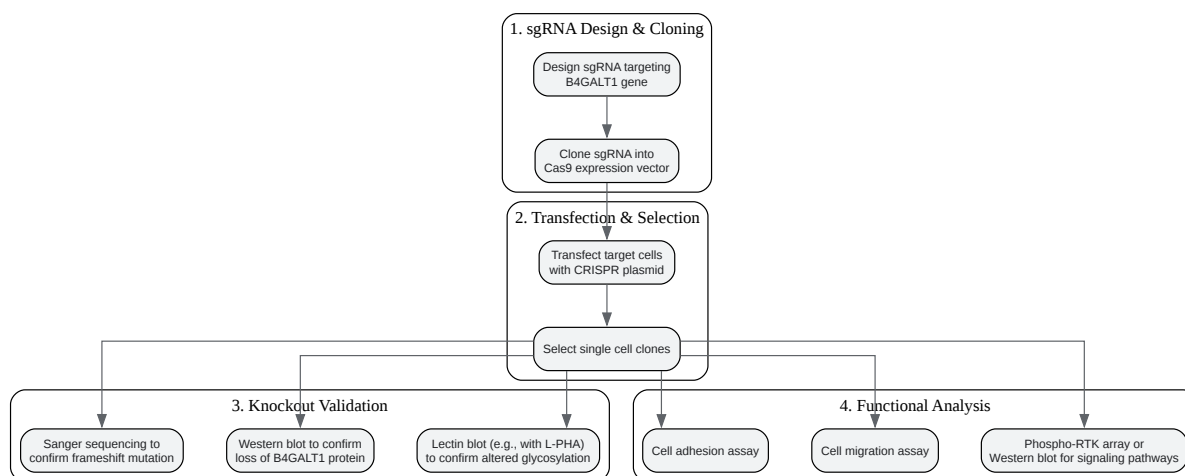 1. sgRNA Design & Cloning
Design sgRNA targeting
B4GALT1 gene
Clone sgRNA into
Cas9 expression vector
2. Transfection & Selection
Transfect target cells
with CRISPR plasmid
Select single cell clones
3. Knockout Validation
Sanger sequencing to
confirm frameshift mutation
Western blot to confirm
loss of B4GALT1 protein
Lectin blot (e.g., with L-PHA)
to confirm altered glycosylation
4. Functional Analysis
Cell adhesion assay
Cell migration assay
Phospho-RTK array or
Western blot for signaling pathways